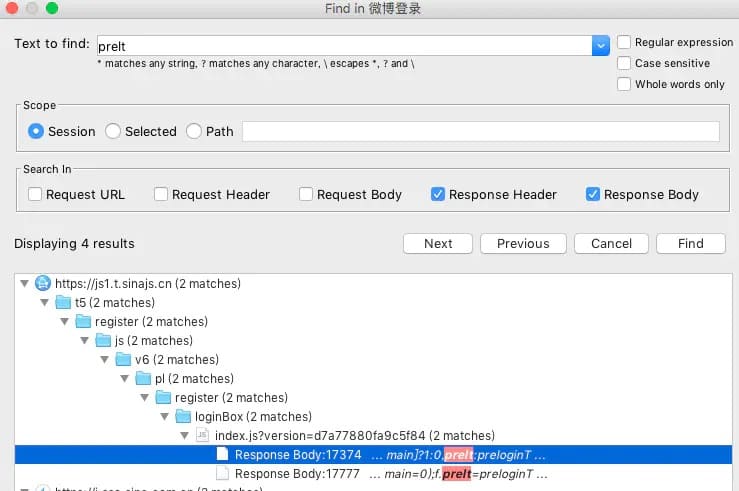 Find in 微博登录
Text to find: prelt
Regular expression
* matches any string, ? matches any character, \ escapes *, ? and \
Case sensitive
Whole words only
Scope
Session Selected Path
Search In
Request URL Request Header Request Body Response Header Response Body
Displaying 4 results
Next Previous Cancel Find
https://js1.t.sinajs.cn (2 matches)
t5 (2 matches)
register (2 matches)
js (2 matches)
v6 (2 matches)
pl (2 matches)
register (2 matches)
loginBox (2 matches)
JS index.js?version=d7a77880fa9c5f84 (2 matches)
Response Body:17374 ... main]?1:0,prelt:preloginT ...
Response Body:17777 ... main=0);f.prelt=preloginT ...